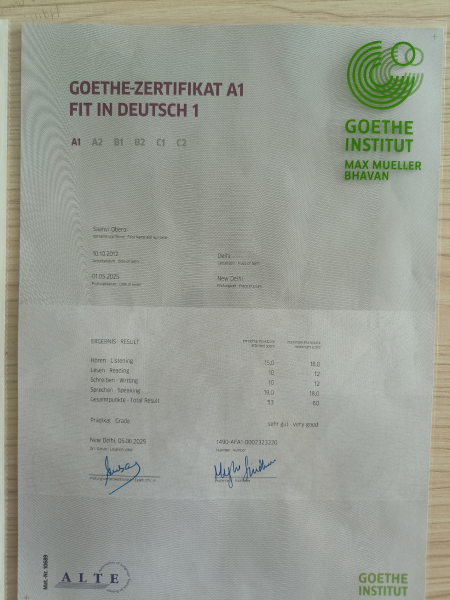 GOETHE-ZERTIFIKAT A1
FIT IN DEUTSCH 1
A1 A2 B1 B2 C1 C2
GOETHE
INSTITUT
MAX MUELLER
BHAVAN
10.10.2012
Delhi
01.05.2025
New Delhi
ERGEBNIS · RESULT
Hören · Listening 15,0 18,0
Lesen · Reading 10 12
Schreiben · Writing 10 12
Sprechen · Speaking 18,0 18,0
Gesamtpunkte · Total Result 53 60
Prädikat · Grade sehr gut · very good
New Delhi, 05.06.2025
ALTE
GOETHE
INSTITUT